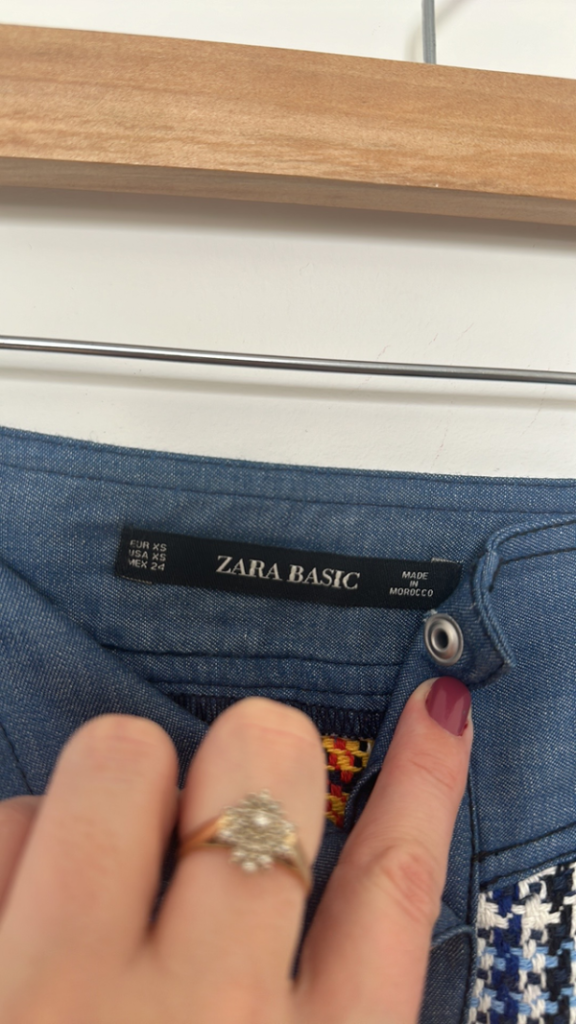 EUR XS
USA XS
MEX 24
ZARA BASIC
MADE
IN
MOROCCO